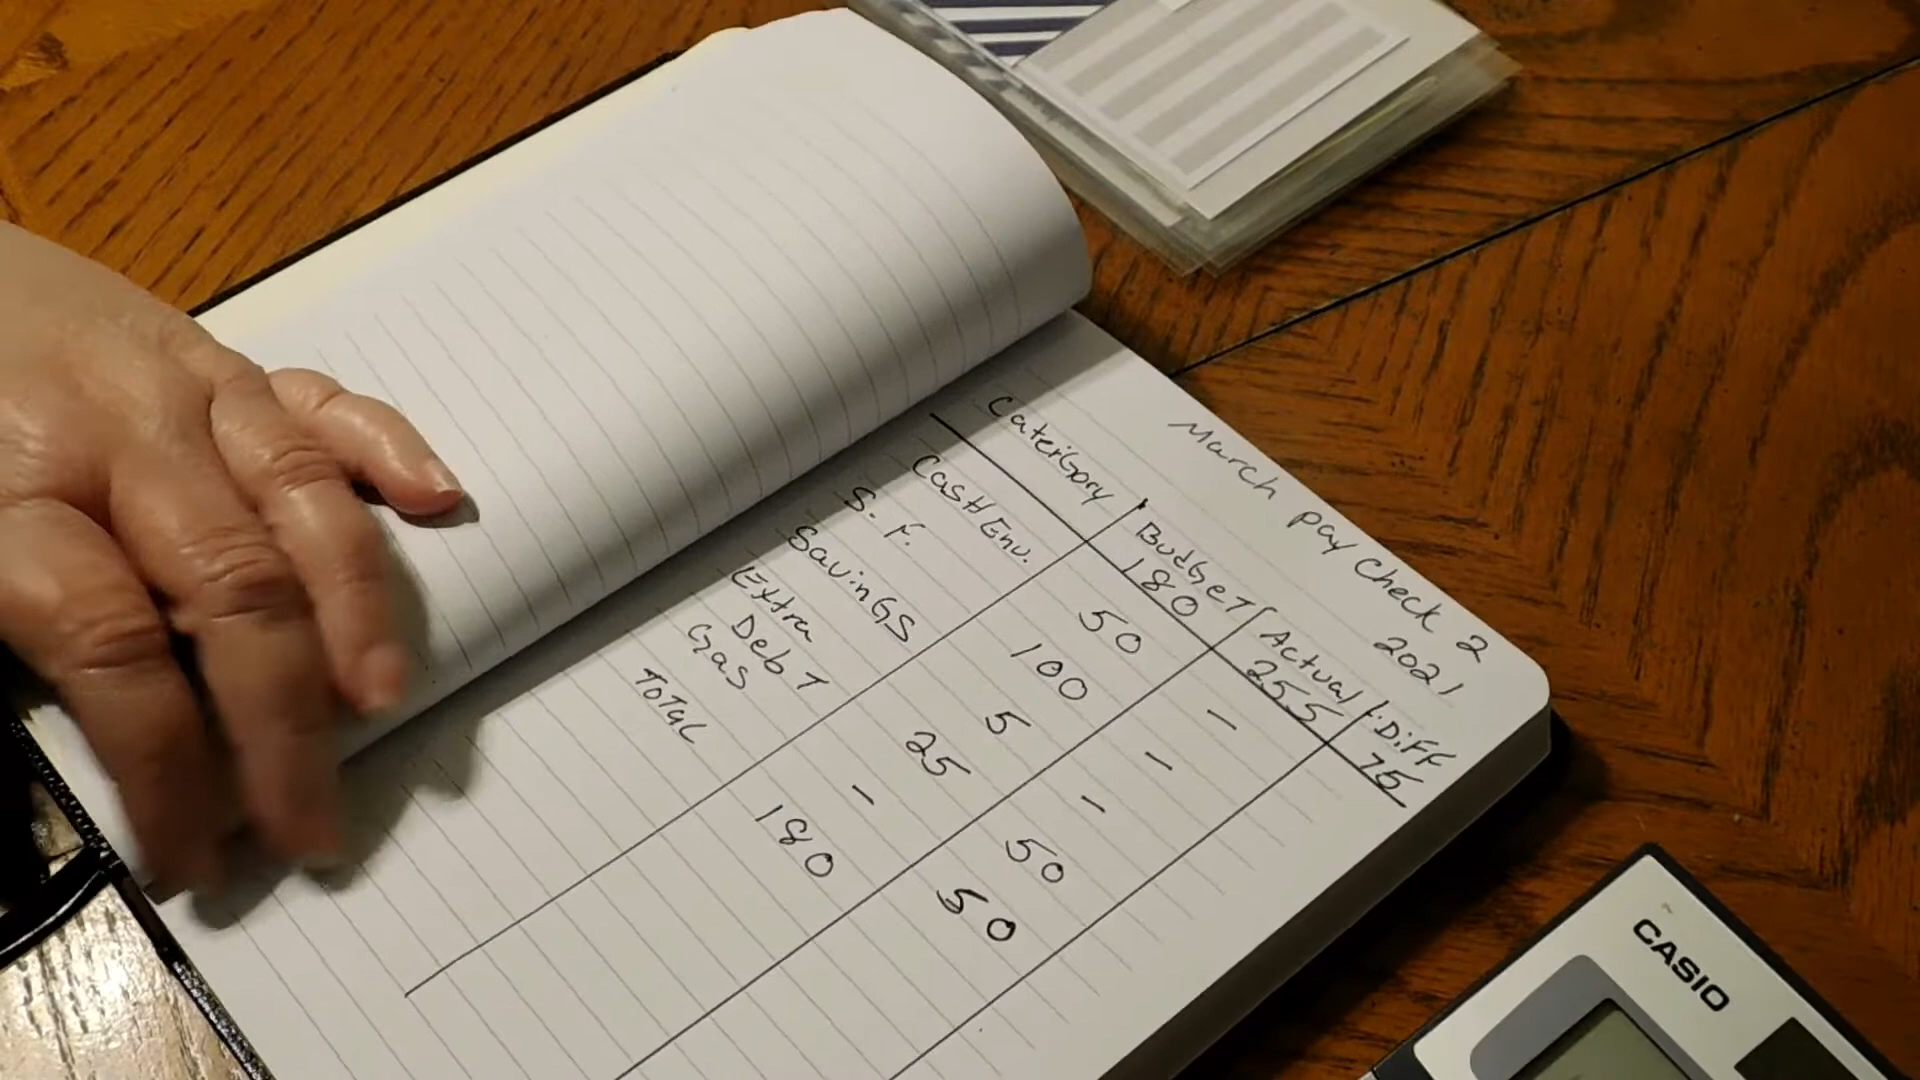 March pay check 2
2021
Caterigory Budget Actual Diff
Cash Env. 180 255 75
S. F. 50 —
Savings 100 —
Extra Debt 5 —
Gas 25 50
Total — 50
180
CASIO